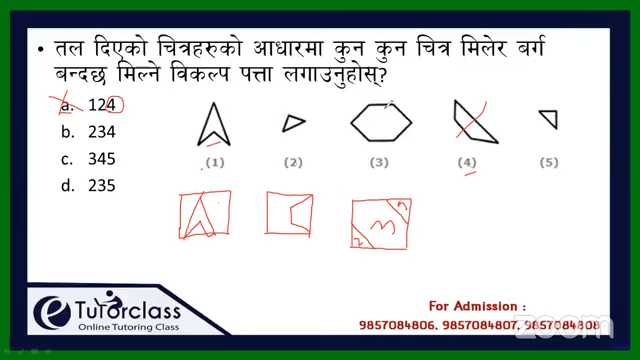 • तल दिएको चित्रहरुको आधारमा कुन कुन चित्र मिलेर बर्ग
बन्दछ मिल्ने विकल्प पत्ता लगाउनुहोस्?
a. 124
b. 234
c. 345
d. 235
(1) (2) (3) (4) (5)
e TUTORclass
Online Tutoring Class
For Admission :
9857084806, 9857084807, 9857084808
zoom